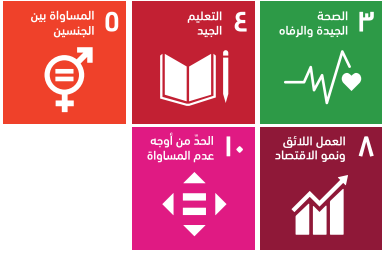 ٣
الصحة
الجيدة والرفاه
٤
التعليم
الجيد
٥
المساواة بين
الجنسين
٨
العمل اللائق
ونمو الاقتصاد
١٠
الحدّ من أوجه
عدم المساواة